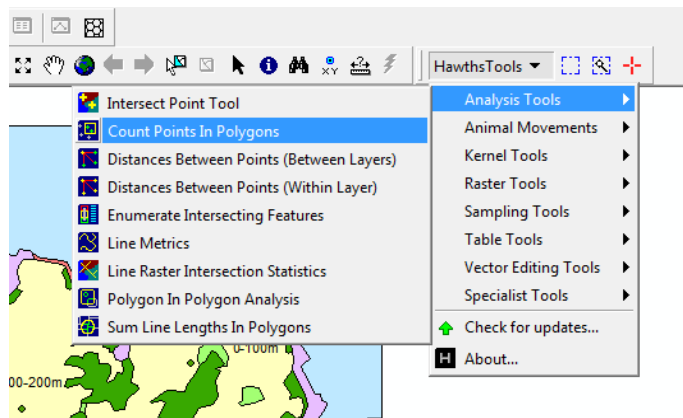 XY
?
HawthsTools
Intersect Point Tool
Count Points In Polygons
Distances Between Points (Between Layers)
Distances Between Points (Within Layer)
Enumerate Intersecting Features
Line Metrics
Line Raster Intersection Statistics
Polygon In Polygon Analysis
Sum Line Lengths In Polygons
Analysis Tools
Animal Movements
Kernel Tools
Raster Tools
Sampling Tools
Table Tools
Vector Editing Tools
Specialist Tools
Check for updates...
H About...
0-100m
00-200m